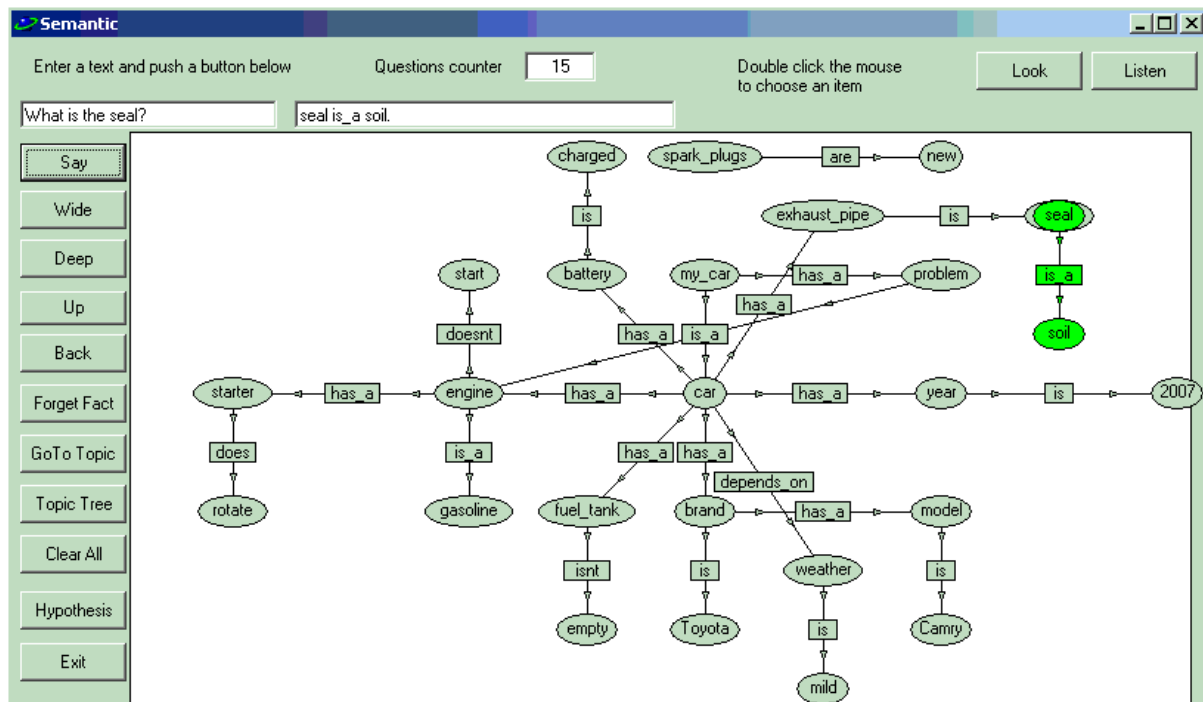 Semantic
Enter a text and push a button below
Questions counter
15
Double click the mouse
to choose an item
Look
Listen
What is the seal?
seal is_a soil.
Say
Wide
Deep
Up
Back
Forget Fact
GoTo Topic
Topic Tree
Clear All
Hypothesis
Exit
charged
spark_plugs
are
new
is
exhaust_pipe
is
seal
start
battery
my_car
has_a
problem
is_a
doesnt
has_a
is_a
has_a
soil
starter
has_a
engine
has_a
car
has_a
year
is
2007
does
is_a
has_a
has_a
depends_on
rotate
gasoline
fuel_tank
brand
has_a
model
isnt
is
weather
is
empty
Toyota
is
Camry
mild